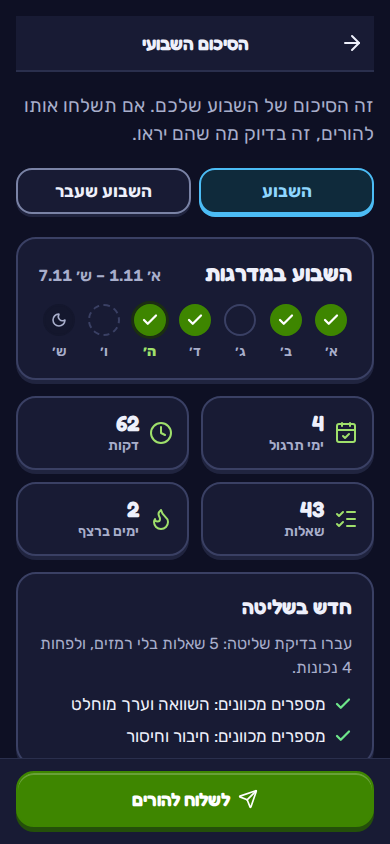 הסיכום השבועי
זה הסיכום של השבוע שלכם. אם תשלחו אותו
להורים, זה בדיוק מה שהם יראו.
השבוע
השבוע שעבר
השבוע במדרגות
א׳ 1.11 – ש׳ 7.11
א׳ ב׳ ג׳ ד׳ ה׳ ו׳ ש׳
4
ימי תרגול
62
דקות
43
שאלות
2
ימים ברצף
חדש בשליטה
עברו בדיקת שליטה: 5 שאלות בלי רמזים, ולפחות
4 נכונות.
מספרים מכוונים: השוואה וערך מוחלט
מספרים מכוונים: חיבור וחיסור
לשלוח להורים